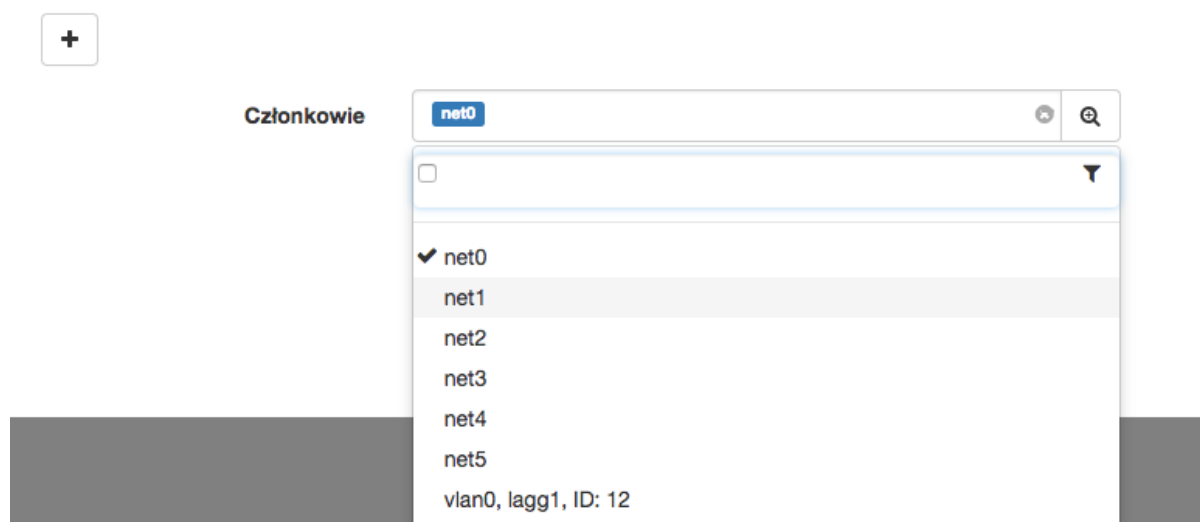 Członkowie
net0
net0
net1
net2
net3
net4
net5
vlan0, lagg1, ID: 12